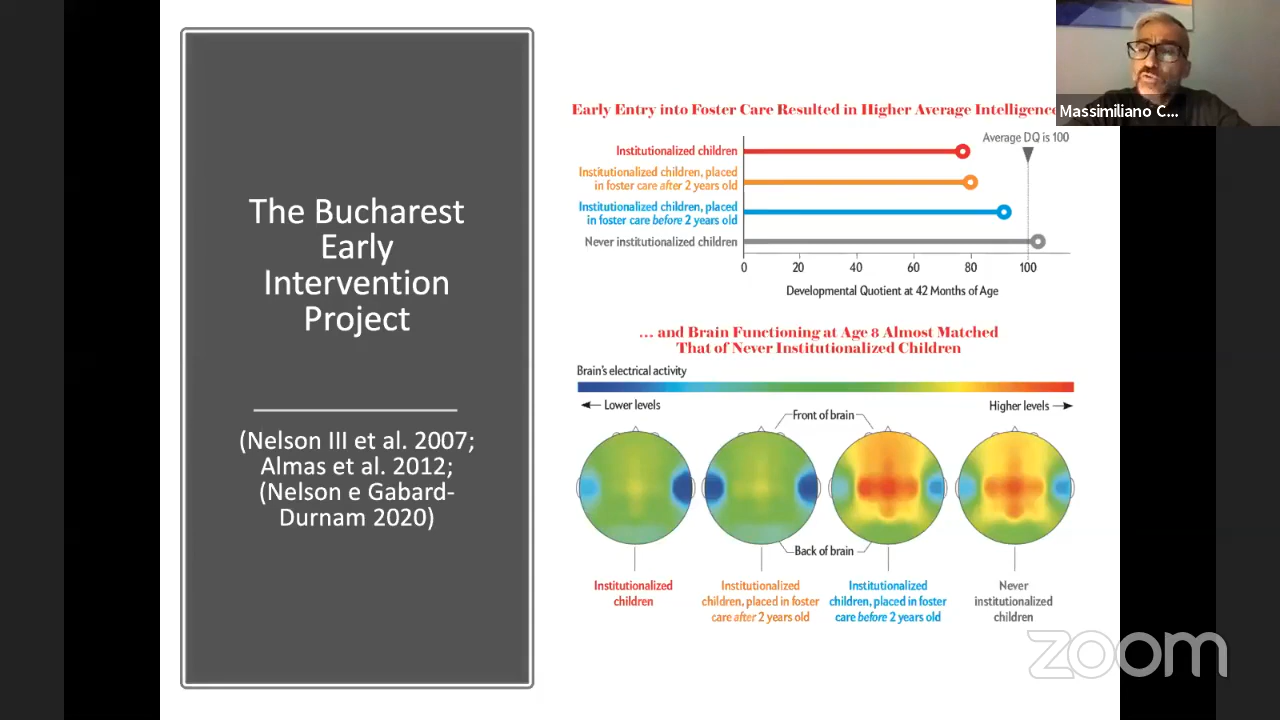 The Bucharest
Early
Intervention
Project
(Nelson III et al. 2007;
Almas et al. 2012;
(Nelson e Gabard-
Durnam 2020)
Early Entry into Foster Care Resulted in Higher Average Intelligence
Massimiliano C...
Average DQ is 100
Institutionalized children
Institutionalized children, placed
in foster care after 2 years old
Institutionalized children, placed
in foster care before 2 years old
Never institutionalized children
0 20 40 60 80 100
Developmental Quotient at 42 Months of Age
... and Brain Functioning at Age 8 Almost Matched
That of Never Institutionalized Children
Brain's electrical activity
Lower levels
Higher levels
Front of brain
Back of brain
Institutionalized
children
Institutionalized
children, placed in foster
care after 2 years old
Institutionalized
children, placed in foster
care before 2 years old
Never
institutionalized
children
zoom